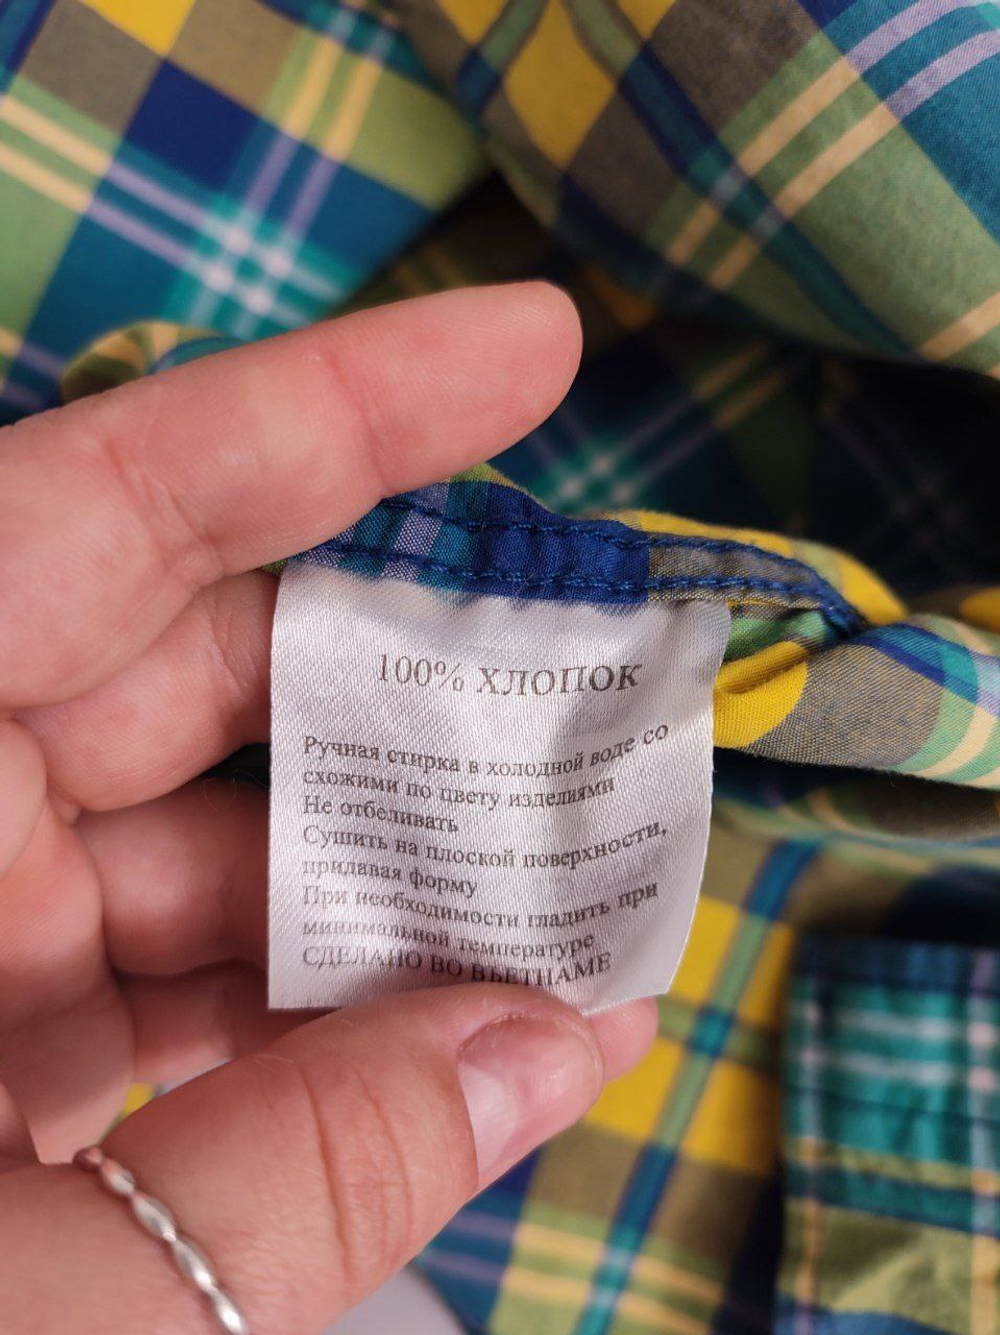 100% ХЛОПОК
Ручная стирка в холодной воде со
схожими по цвету изделиями
Не отбеливать
Сушить на плоской поверхности,
придавая форму
При необходимости гладить при
минимальной температуре
СДЕЛАНО ВО ВЬЕТНАМЕ